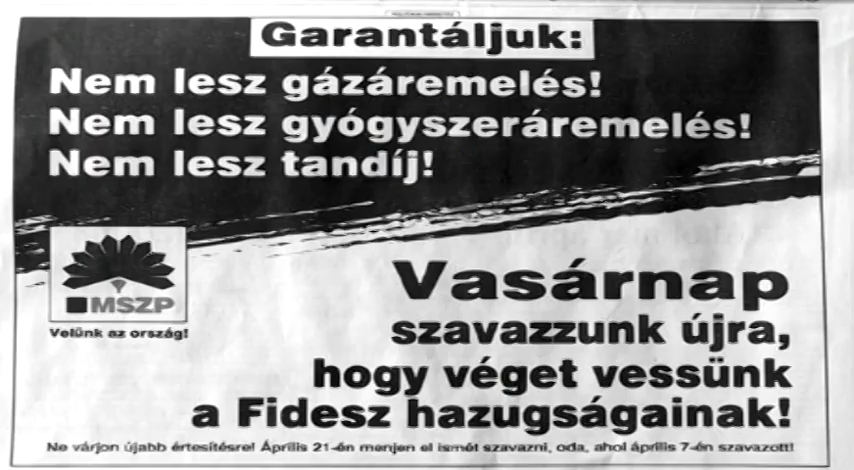 Garantáljuk:
Nem lesz gázáremelés!
Nem lesz gyógyszeráremelés!
Nem lesz tandíj!
MSZP
Velünk az ország!
Vasárnap
szavazzunk újra,
hogy véget vessünk
a Fidesz hazugságainak!
Ne várjon újabb értesítésre! Április 21-én menjen el ismét szavazni, oda, ahol április 7-én szavazott!